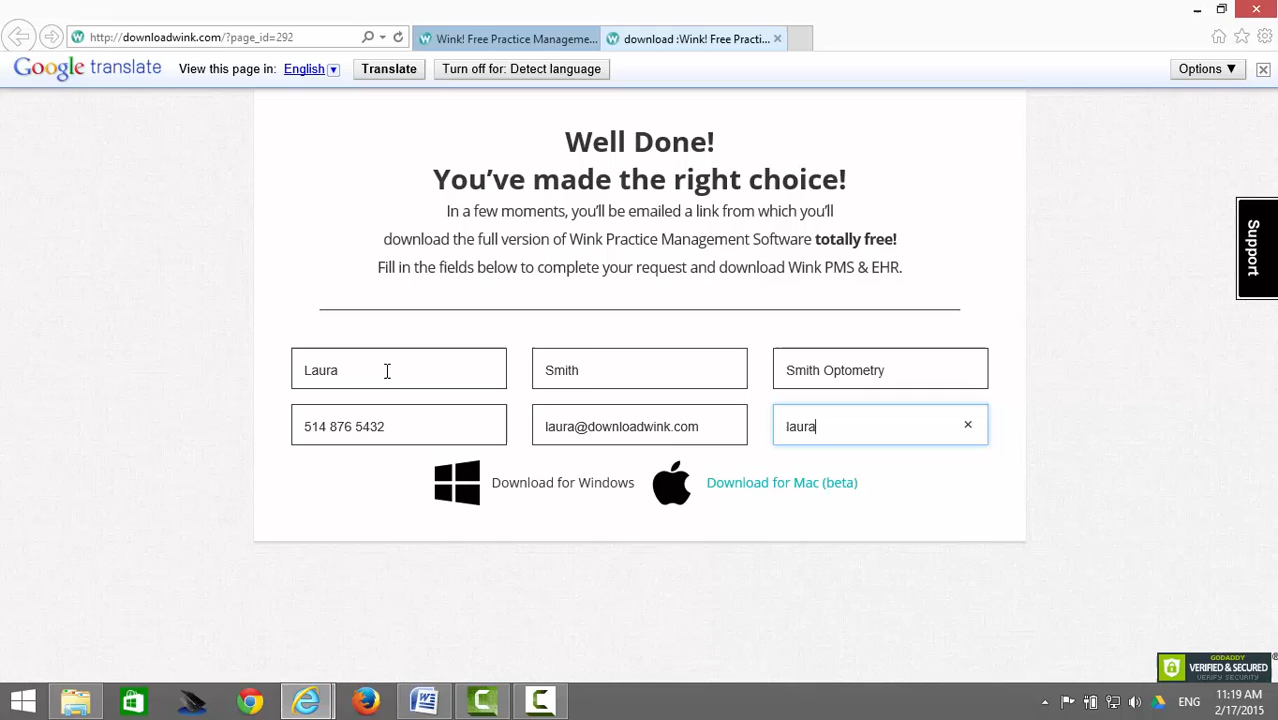 http://downloadwink.com/?page_id=292
Wink! Free Practice Manageme...
download :Wink! Free Practi...
Google translate
View this page in:
English
Translate
Turn off for: Detect language
Options ▼
Well Done!
You've made the right choice!
In a few moments, you'll be emailed a link from which you'll
download the full version of Wink Practice Management Software totally free!
Fill in the fields below to complete your request and download Wink PMS & EHR.
Support
Laura
Smith
Smith Optometry
514 876 5432
laura@downloadwink.com
laura
Download for Windows
Download for Mac (beta)
GODADDY
VERIFIED & SECURED
VERIFY SECURITY
ENG
11:19 AM
2/17/2015